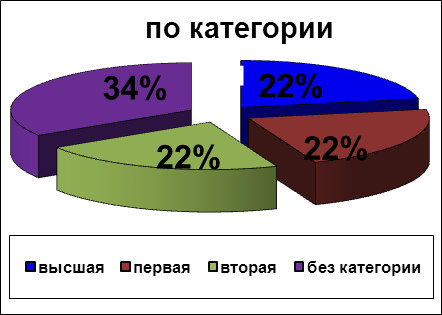 по категории
34%
22%
22%
22%
высшая первая вторая без категории